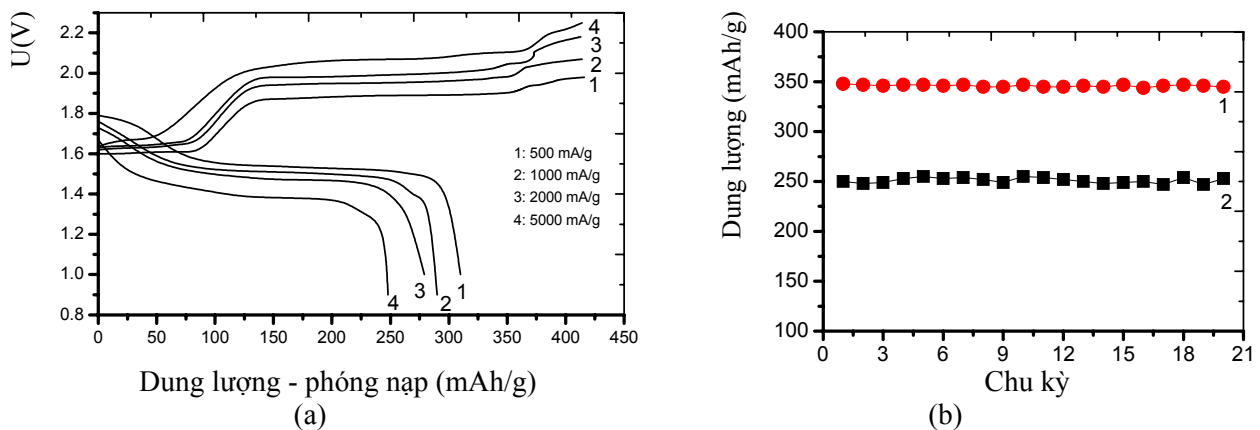 U(V)
2.2
2.0
1.8
1.6
1.4
1.2
1.0
0.8
0 50 100 150 200 250 300 350 400 450
4
3
2
1
1: 500 mA/g
2: 1000 mA/g
3: 2000 mA/g
4: 5000 mA/g
4 3 2 1
Dung lượng - phóng nạp (mAh/g)
(a)
Dung lượng (mAh/g)
400
350
300
250
200
150
100
0 3 6 9 12 15 18 21
1
2
Chu kỳ
(b)